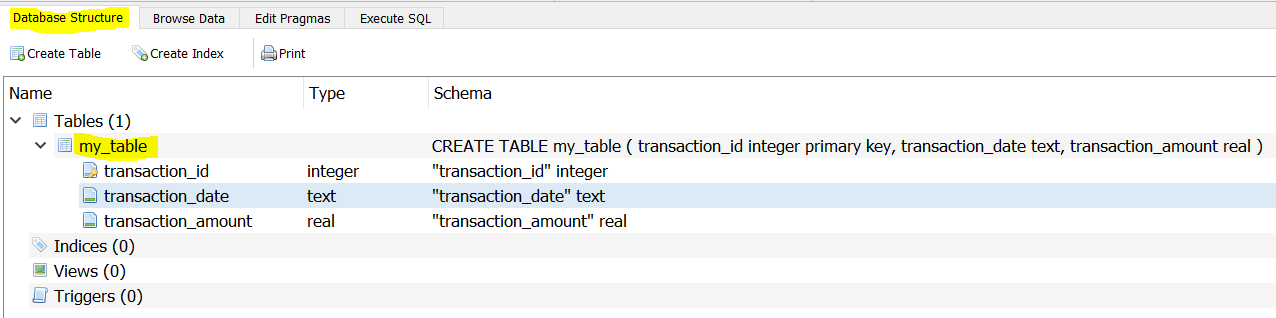 Database Structure Browse Data Edit Pragmas Execute SQL
Create Table Create Index Print
Name Type Schema
Tables (1)
my_table CREATE TABLE my_table ( transaction_id integer primary key, transaction_date text, transaction_amount real )
transaction_id integer "transaction_id" integer
transaction_date text "transaction_date" text
transaction_amount real "transaction_amount" real
Indices (0)
Views (0)
Triggers (0)